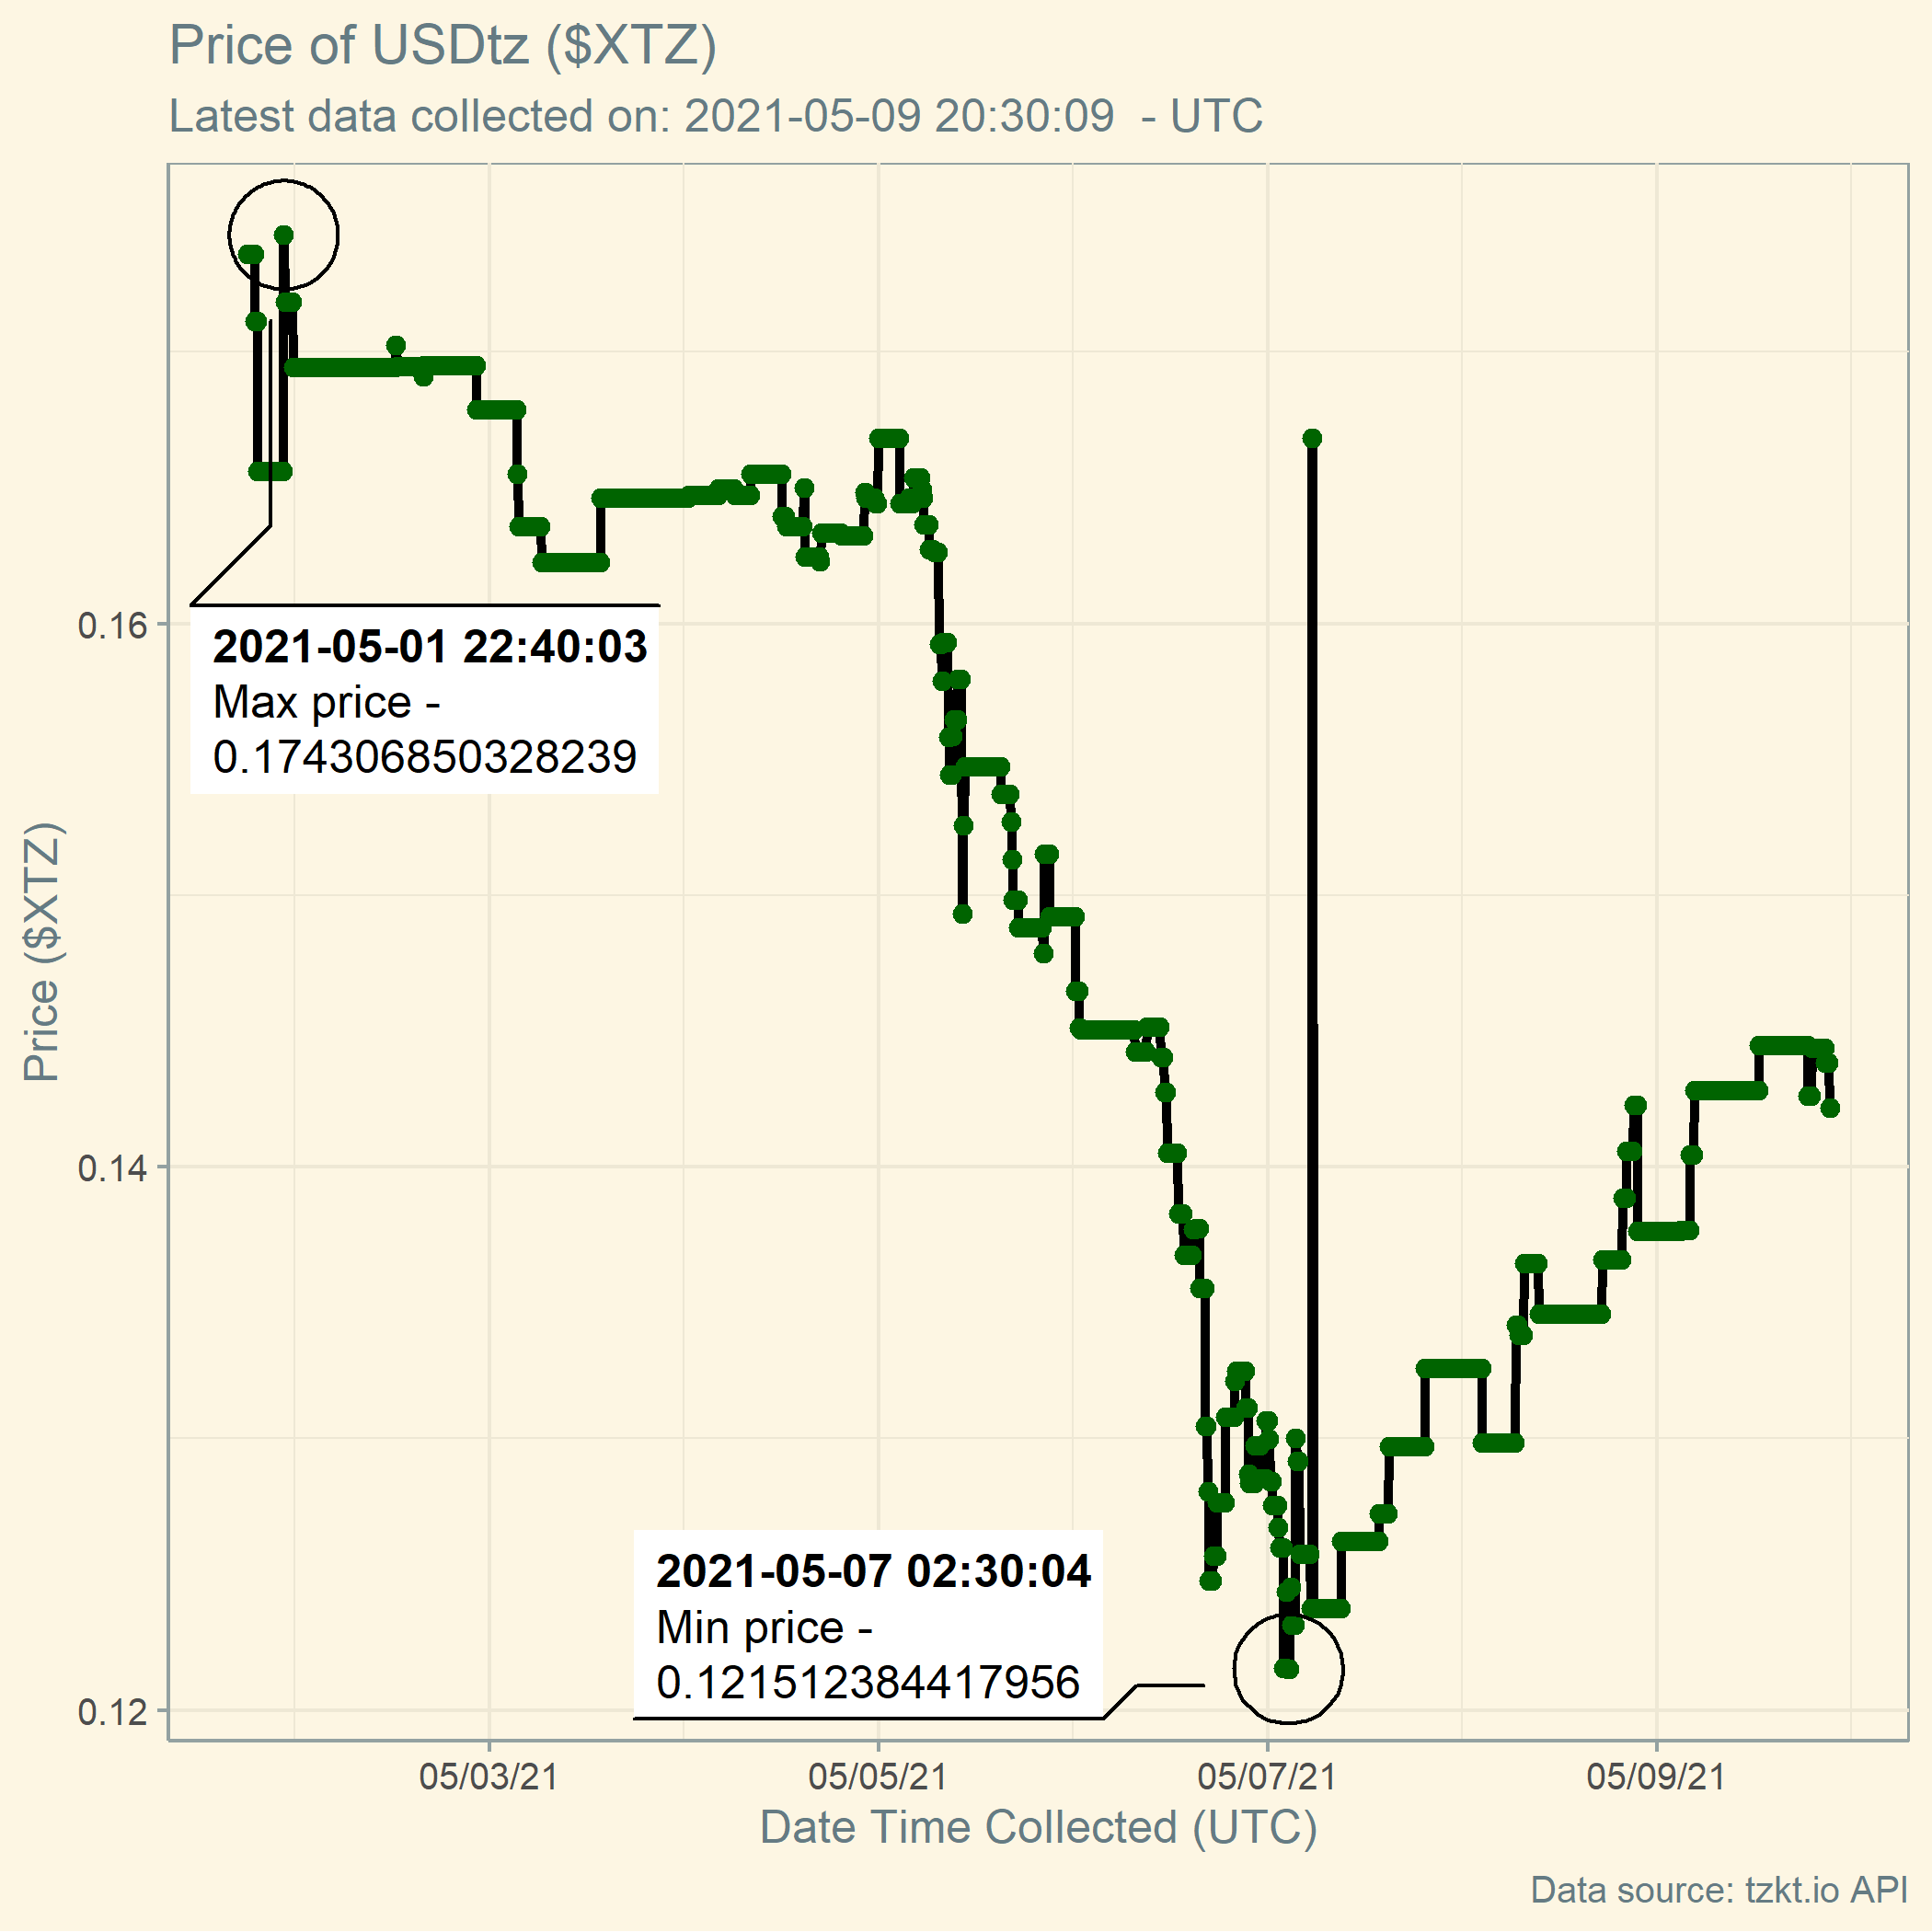 Price of USDtz ($XTZ)
Latest data collected on: 2021-05-09 20:30:09  - UTC
2021-05-01 22:40:03
Max price -
0.174306850328239
0.16
0.14
0.12
Price ($XTZ)
2021-05-07 02:30:04
Min price -
0.121512384417956
05/03/21
05/05/21
05/07/21
05/09/21
Date Time Collected (UTC)
Data source: tzkt.io API